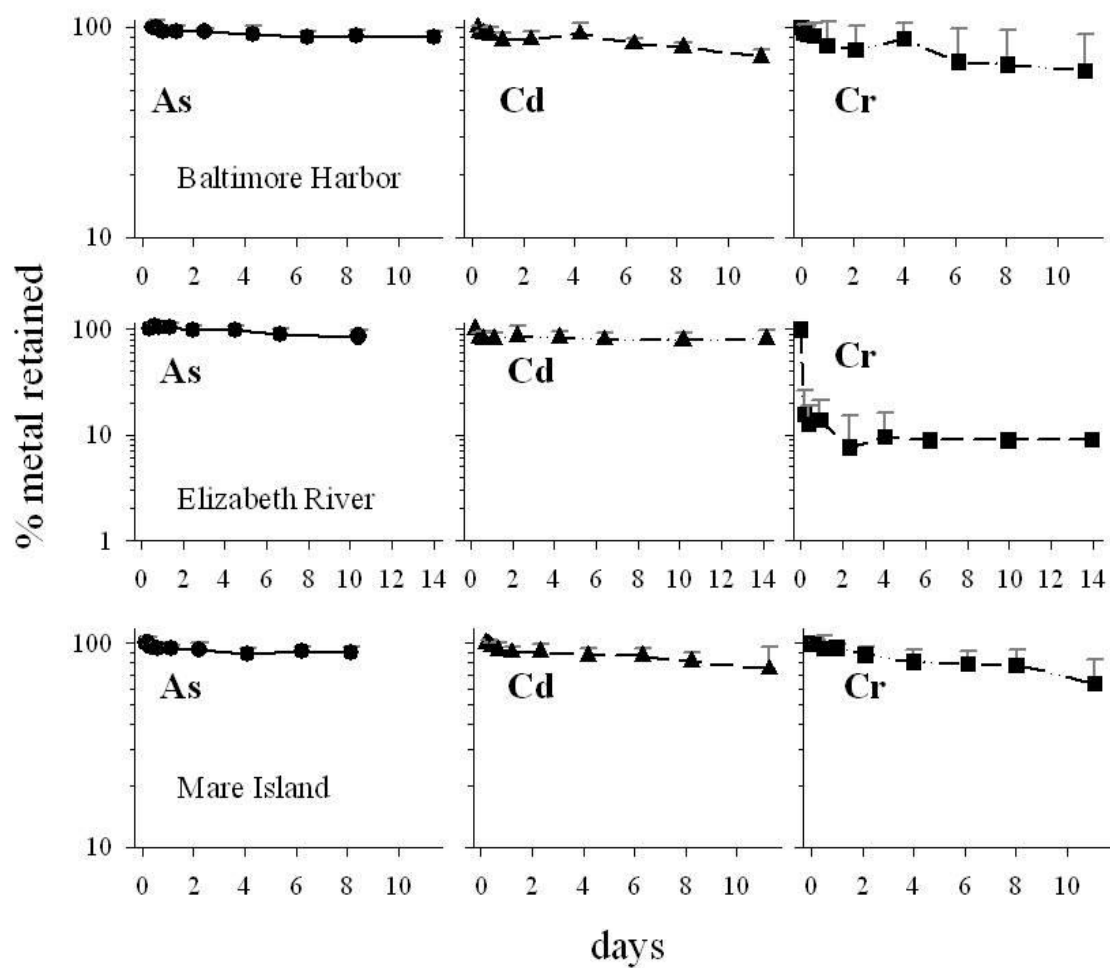 % metal retained
100
10
As
Cd
Cr
Baltimore Harbor
0 2 4 6 8 10
0 2 4 6 8 10
0 2 4 6 8 10
100
10
1
As
Cd
Cr
Elizabeth River
0 2 4 6 8 10 12 14
0 2 4 6 8 10 12 14
0 2 4 6 8 10 12 14
100
10
As
Cd
Cr
Mare Island
0 2 4 6 8 10
0 2 4 6 8 10
0 2 4 6 8 10
days